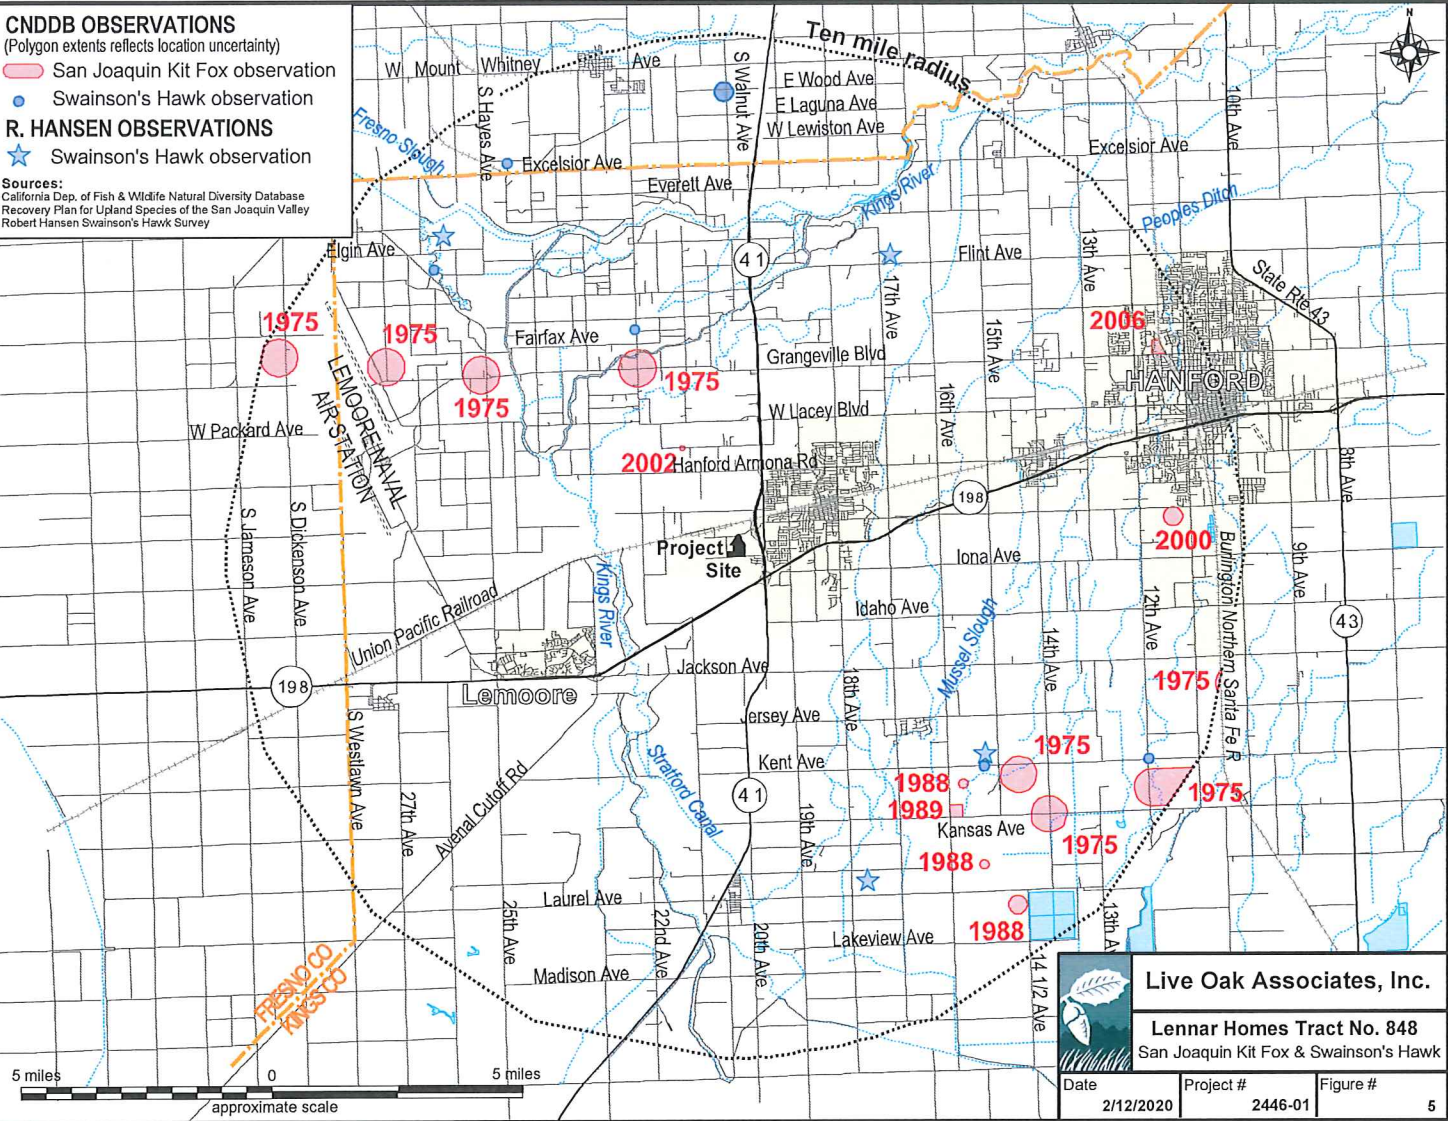 CNDDB OBSERVATIONS
(Polygon extents reflects location uncertainty)
San Joaquin Kit Fox observation
Swainson's Hawk observation
R. HANSEN OBSERVATIONS
Swainson's Hawk observation
Sources:
California Dep. of Fish & Wildlife Natural Diversity Database
Recovery Plan for Upland Species of the San Joaquin Valley
Robert Hansen Swainson's Hawk Survey
N
Ten mile radius
W Mount Whitney Ave
S Walnut Ave
E Wood Ave
E Laguna Ave
W Lewiston Ave
S Hayes Ave
10th Ave
Fresno Slough
Excelsior Ave
Excelsior Ave
Everett Ave
Kings River
Peoples Ditch
Elgin Ave
41
Flint Ave
13th Ave
17th Ave
State Rte 43
1975
1975
Fairfax Ave
15th Ave
2006
Grangeville Blvd
1975
1975
HANFORD
LEMOORE NAVAL
AIR STATION
16th Ave
W Lacey Blvd
W Packard Ave
2002
Hanford Armona Rd
8th Ave
198
S Jameson Ave
S Dickenson Ave
Project
Site
2000
Iona Ave
Burlington Northern Santa Fe R
9th Ave
Kings River
Union Pacific Railroad
Idaho Ave
Mussel Slough
12th Ave
43
14th Ave
Jackson Ave
18th Ave
198
Lemoore
1975
S Westlawn Ave
Jersey Ave
Stratford Canal
1975
Kent Ave
1988
41
1975
27th Ave
Avenal Cutoff Rd
19th Ave
1989
Kansas Ave
1975
1988
Laurel Ave
25th Ave
22nd Ave
20th Ave
Lakeview Ave
1988
13th Av
Madison Ave
14 1/2 Ave
FRESNO CO
KINGS CO
5 miles
0
5 miles
approximate scale
Live Oak Associates, Inc.
Lennar Homes Tract No. 848
San Joaquin Kit Fox & Swainson's Hawk
Date
2/12/2020
Project #
2446-01
Figure #
5